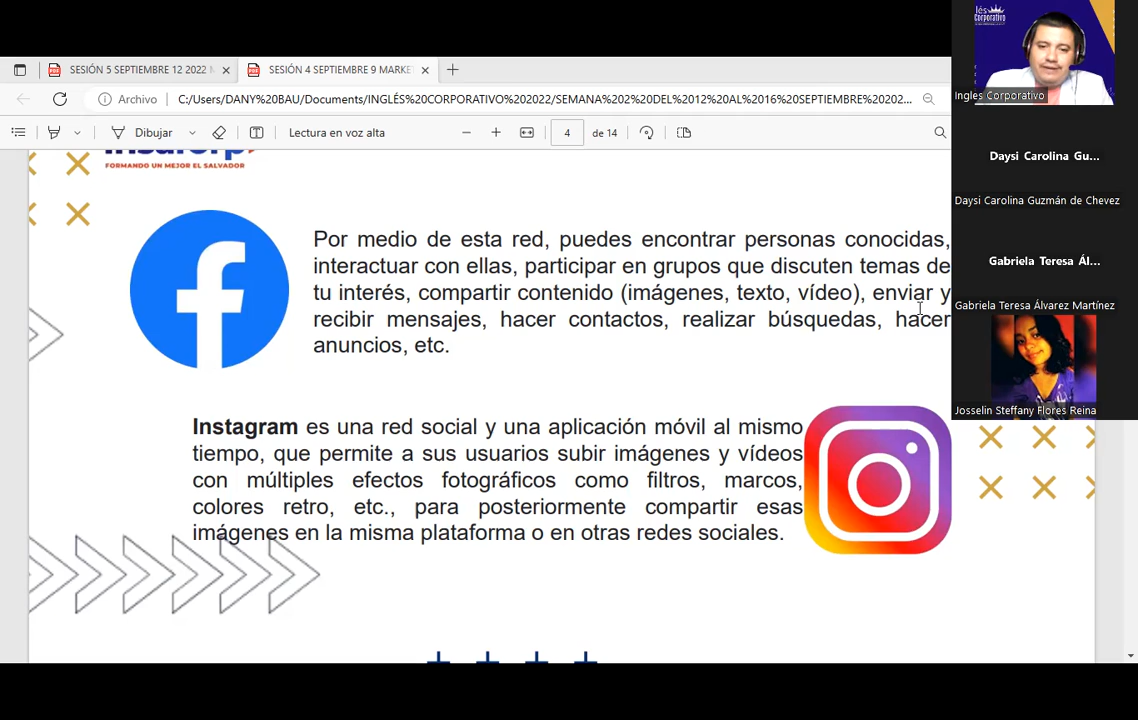 SESIÓN 5 SEPTIEMBRE 12 2022
SESIÓN 4 SEPTIEMBRE 9 MARKE
Archivo
C:/Users/DANY%20BAU/Documents/INGLÉS%20CORPORATIVO%202022/SEMANA%202%20DEL%2012%20AL%2016%20SEPTIEMBRE%20202...
Dibujar
Lectura en voz alta
4
de 14
FORMANDO UN MEJOR EL SALVADOR
Por medio de esta red, puedes encontrar personas conocidas,
interactuar con ellas, participar en grupos que discuten temas de
tu interés, compartir contenido (imágenes, texto, vídeo), enviar y
recibir mensajes, hacer contactos, realizar búsquedas, hacer
anuncios, etc.
Instagram es una red social y una aplicación móvil al mismo
tiempo, que permite a sus usuarios subir imágenes y vídeos
con múltiples efectos fotográficos como filtros, marcos,
colores retro, etc., para posteriormente compartir esas
imágenes en la misma plataforma o en otras redes sociales.
lés
Corporativo
Ingles Corporativo
Daysi Carolina Gu...
Daysi Carolina Guzmán de Chevez
Gabriela Teresa Ál...
Gabriela Teresa Álvarez Martínez
Josselin Steffany Flores Reina